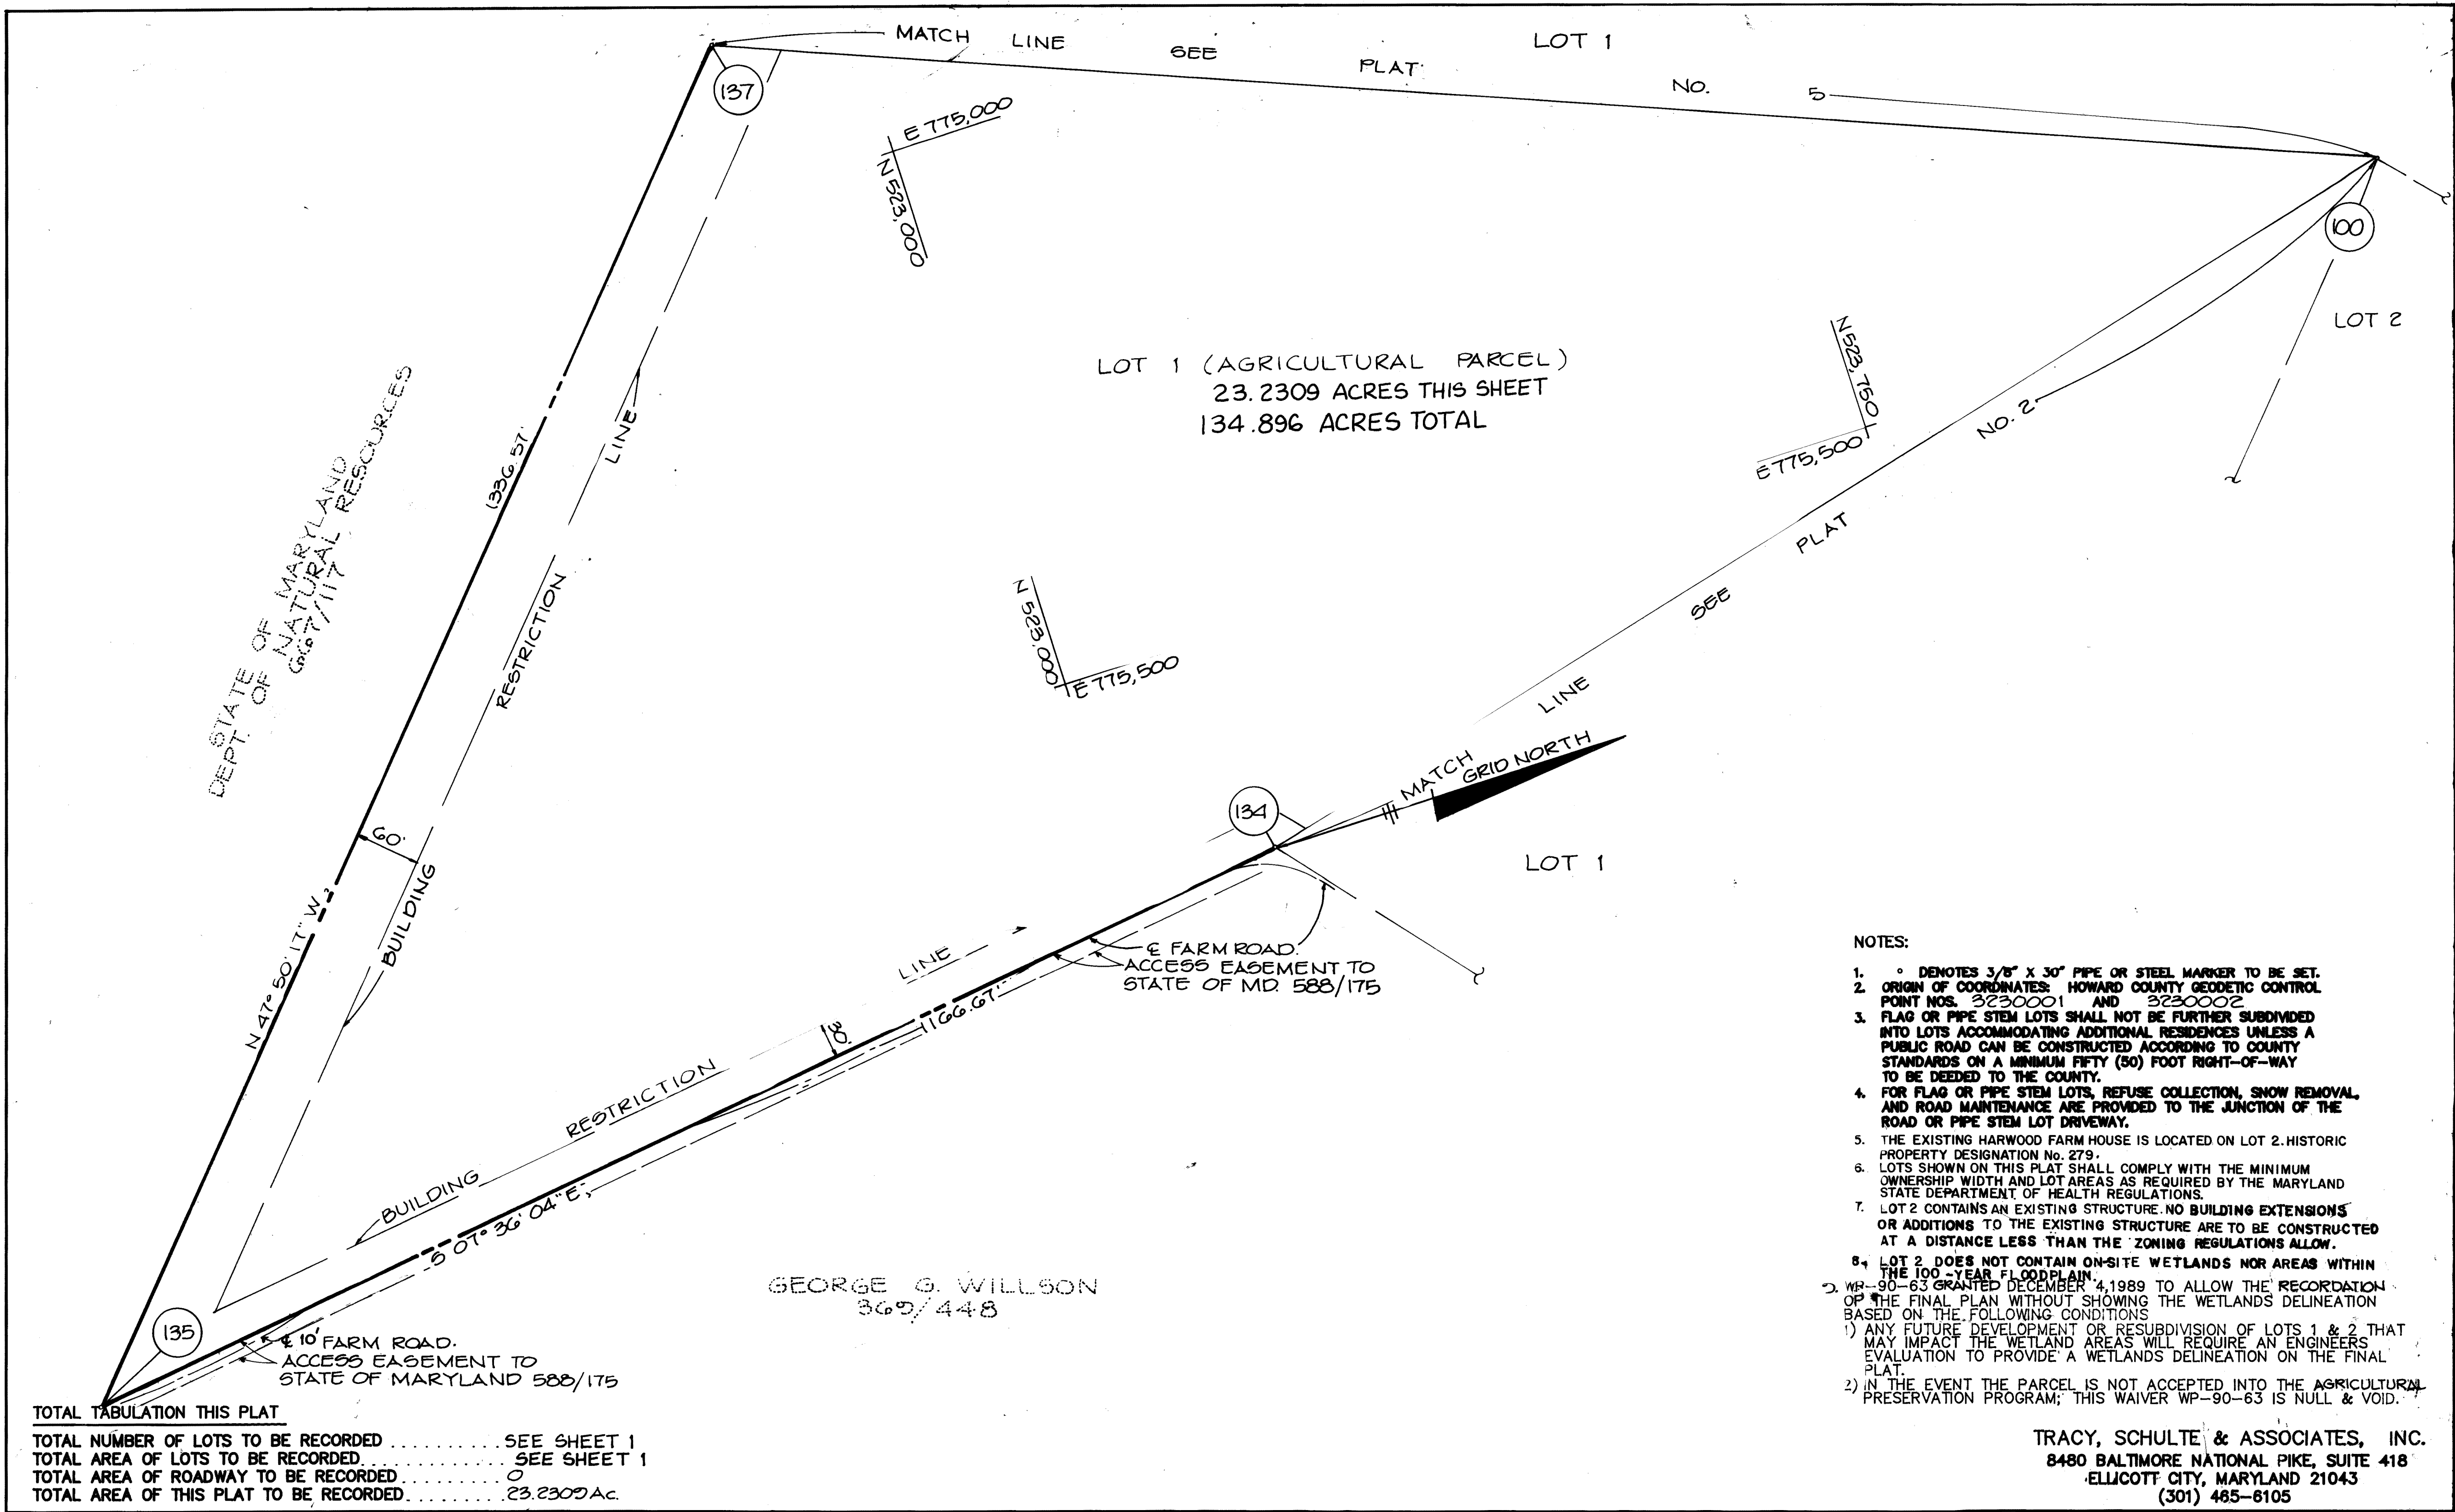 MATCH LINE SEE PLAT NO. 5
LOT 1
137
E 775,000
N 523,000
100
LOT 2
LOT 1 (AGRICULTURAL PARCEL)
23.2309 ACRES THIS SHEET
134.896 ACRES TOTAL
N 523,750
E 775,500
STATE OF MARYLAND
DEPT. OF NATURAL RESOURCES
667/117
1336.57'
N 47° 50' 17" W
BUILDING RESTRICTION LINE
60'
N 523,000
E 775,500
MATCH LINE SEE PLAT NO. 2
GRID NORTH
134
LOT 1
℄ FARM ROAD.
ACCESS EASEMENT TO
STATE OF MD. 588/175
BUILDING RESTRICTION LINE
30'
S 07° 36' 04" E
1166.67'
GEORGE G. WILLSON
369/448
135
℄ 10' FARM ROAD.
ACCESS EASEMENT TO
STATE OF MARYLAND 588/175
NOTES:
1. ° DENOTES 3/8" X 30" PIPE OR STEEL MARKER TO BE SET.
2. ORIGIN OF COORDINATES: HOWARD COUNTY GEODETIC CONTROL
POINT NOS. 3230001 AND 3230002
3. FLAG OR PIPE STEM LOTS SHALL NOT BE FURTHER SUBDIVIDED
INTO LOTS ACCOMMODATING ADDITIONAL RESIDENCES UNLESS A
PUBLIC ROAD CAN BE CONSTRUCTED ACCORDING TO COUNTY
STANDARDS ON A MINIMUM FIFTY (50) FOOT RIGHT-OF-WAY
TO BE DEEDED TO THE COUNTY.
4. FOR FLAG OR PIPE STEM LOTS, REFUSE COLLECTION, SNOW REMOVAL,
AND ROAD MAINTENANCE ARE PROVIDED TO THE JUNCTION OF THE
ROAD OR PIPE STEM LOT DRIVEWAY.
5. THE EXISTING HARWOOD FARM HOUSE IS LOCATED ON LOT 2. HISTORIC
PROPERTY DESIGNATION No. 279.
6. LOTS SHOWN ON THIS PLAT SHALL COMPLY WITH THE MINIMUM
OWNERSHIP WIDTH AND LOT AREAS AS REQUIRED BY THE MARYLAND
STATE DEPARTMENT OF HEALTH REGULATIONS.
7. LOT 2 CONTAINS AN EXISTING STRUCTURE. NO BUILDING EXTENSIONS
OR ADDITIONS TO THE EXISTING STRUCTURE ARE TO BE CONSTRUCTED
AT A DISTANCE LESS THAN THE ZONING REGULATIONS ALLOW.
8. LOT 2 DOES NOT CONTAIN ON-SITE WETLANDS NOR AREAS WITHIN
THE 100-YEAR FLOODPLAIN.
9. WP-90-63 GRANTED DECEMBER 4, 1989 TO ALLOW THE RECORDATION
OF THE FINAL PLAN WITHOUT SHOWING THE WETLANDS DELINEATION
BASED ON THE FOLLOWING CONDITIONS
1) ANY FUTURE DEVELOPMENT OR RESUBDIVISION OF LOTS 1 & 2 THAT
MAY IMPACT THE WETLAND AREAS WILL REQUIRE AN ENGINEERS
EVALUATION TO PROVIDE A WETLANDS DELINEATION ON THE FINAL
PLAT.
2) IN THE EVENT THE PARCEL IS NOT ACCEPTED INTO THE AGRICULTURAL
PRESERVATION PROGRAM; THIS WAIVER WP-90-63 IS NULL & VOID.
TOTAL TABULATION THIS PLAT
TOTAL NUMBER OF LOTS TO BE RECORDED .......... SEE SHEET 1
TOTAL AREA OF LOTS TO BE RECORDED .......... SEE SHEET 1
TOTAL AREA OF ROADWAY TO BE RECORDED .......... 0
TOTAL AREA OF THIS PLAT TO BE RECORDED .......... 23.2309 Ac.
TRACY, SCHULTE & ASSOCIATES, INC.
8480 BALTIMORE NATIONAL PIKE, SUITE 418
ELLICOTT CITY, MARYLAND 21043
(301) 465-6105